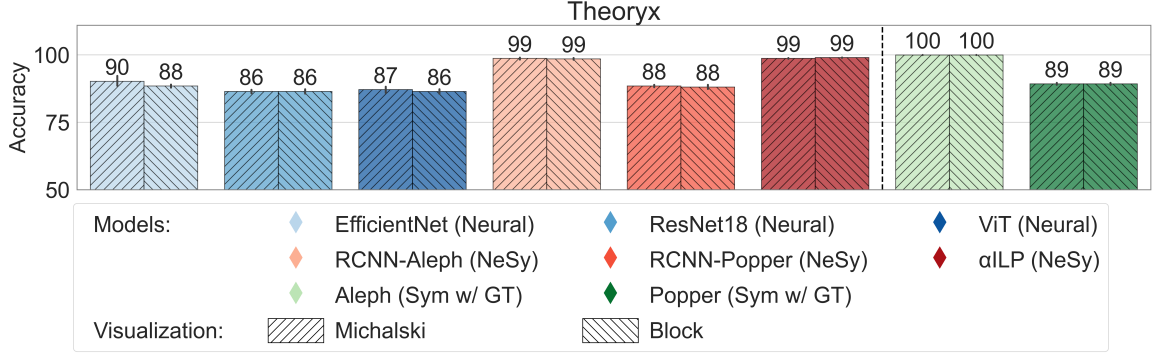 Theoryx
Accuracy
100
75
50
90 88 86 86 87 86 99 99 88 88 99 99 100 100 89 89
Models: EfficientNet (Neural) ResNet18 (Neural) ViT (Neural)
RCNN-Aleph (NeSy) RCNN-Popper (NeSy) αILP (NeSy)
Aleph (Sym w/ GT) Popper (Sym w/ GT)
Visualization: Michalski Block